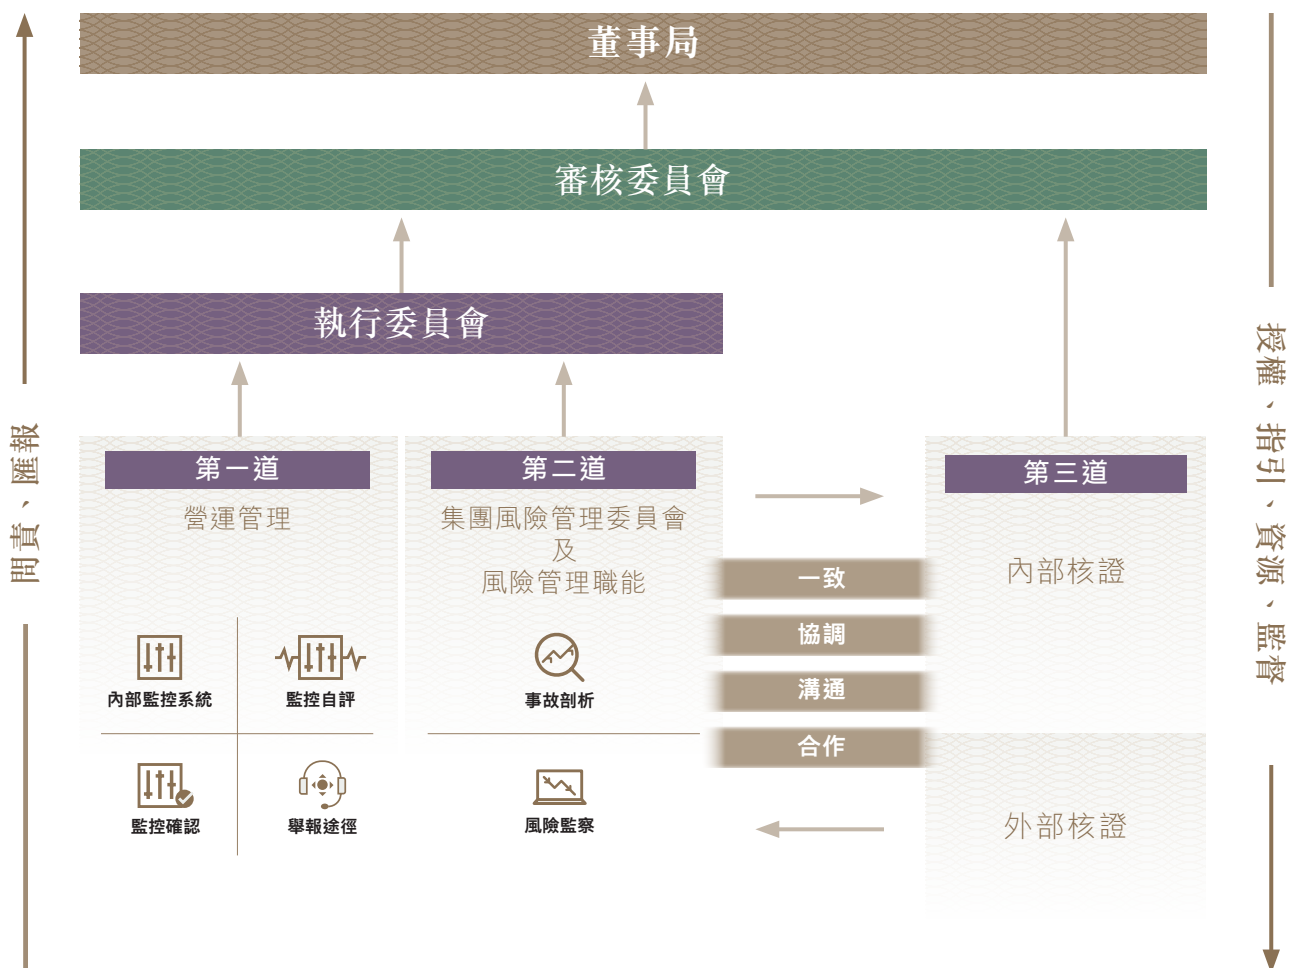 董事局
審核委員會
執行委員會
問責、匯報
授權、指引、資源、監督
第一道
營運管理
內部監控系統
監控自評
監控確認
舉報途徑
第二道
集團風險管理委員會
及
風險管理職能
事故剖析
風險監察
一致
協調
溝通
合作
第三道
內部核證
外部核證